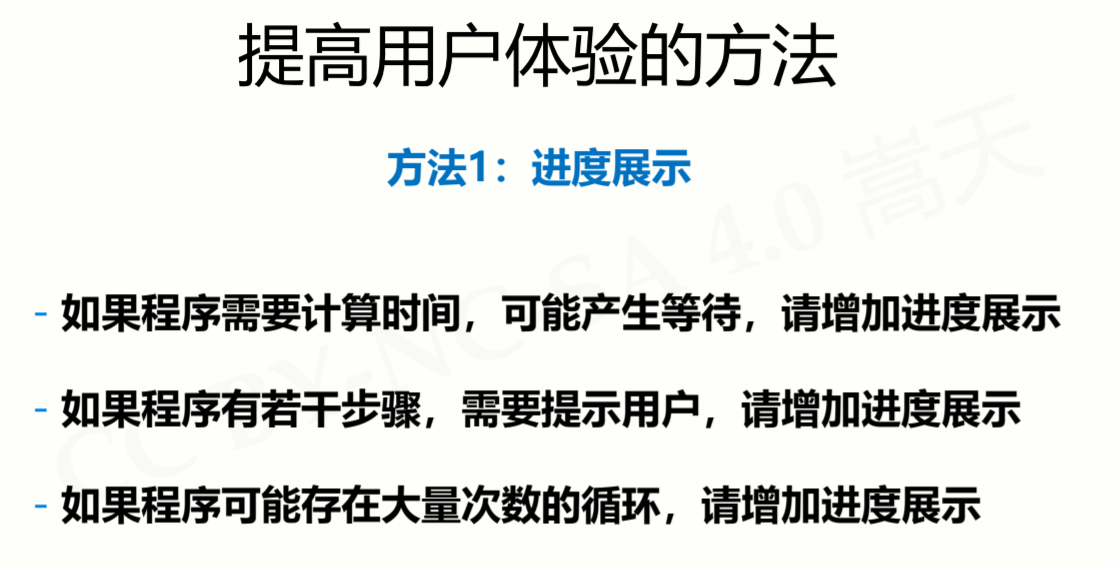 提高用户体验的方法
方法1：进度展示
- 如果程序需要计算时间，可能产生等待，请增加进度展示
- 如果程序有若干步骤，需要提示用户，请增加进度展示
- 如果程序可能存在大量次数的循环，请增加进度展示
CC BY-NC-SA 4.0 嵩天